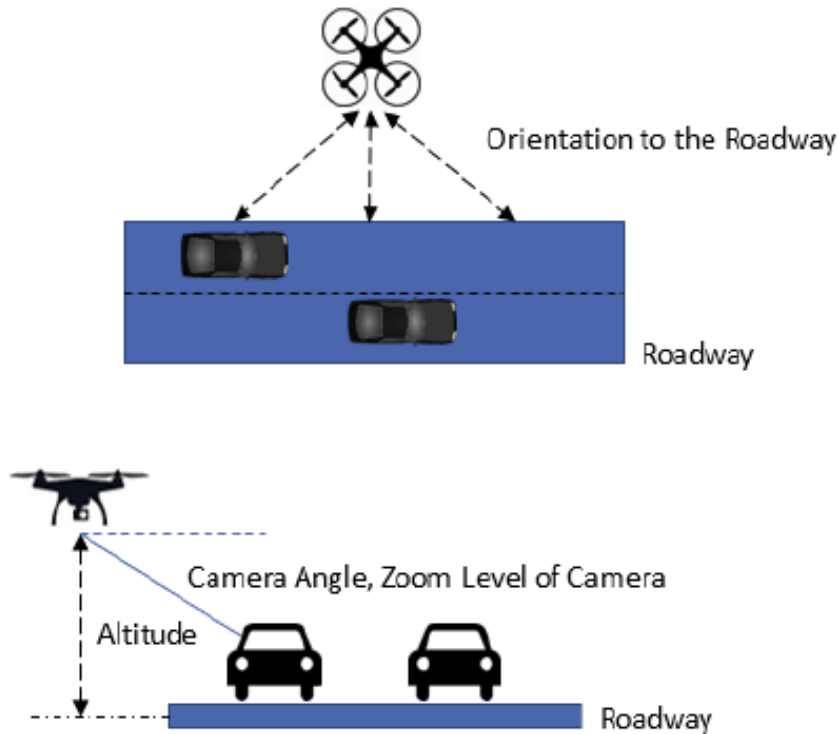 Orientation to the Roadway
Roadway
Camera Angle, Zoom Level of Camera
Altitude
Roadway